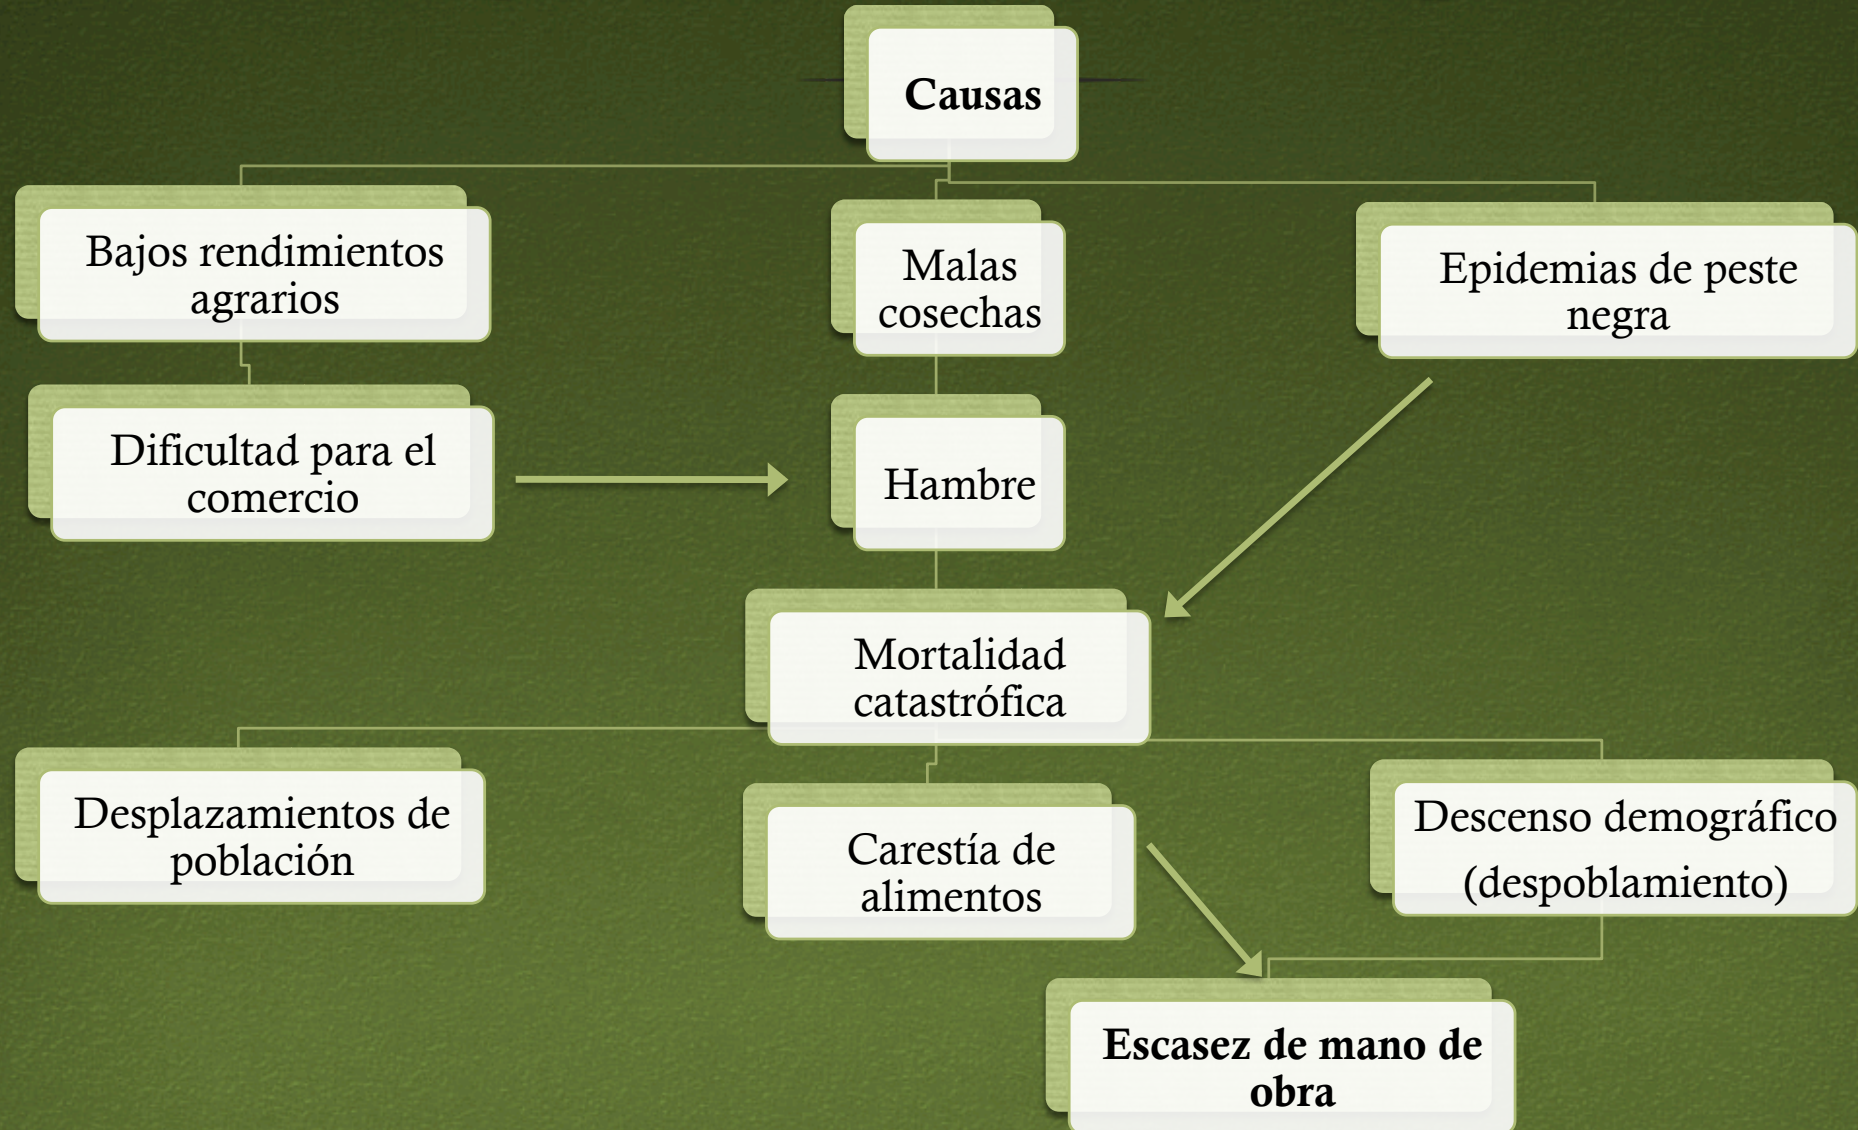 Causas
Bajos rendimientos
agrarios
Malas
cosechas
Epidemias de peste
negra
Dificultad para el
comercio
Hambre
Mortalidad
catastrófica
Desplazamientos de
población
Carestía de
alimentos
Descenso demográfico
(despoblamiento)
Escasez de mano de
obra